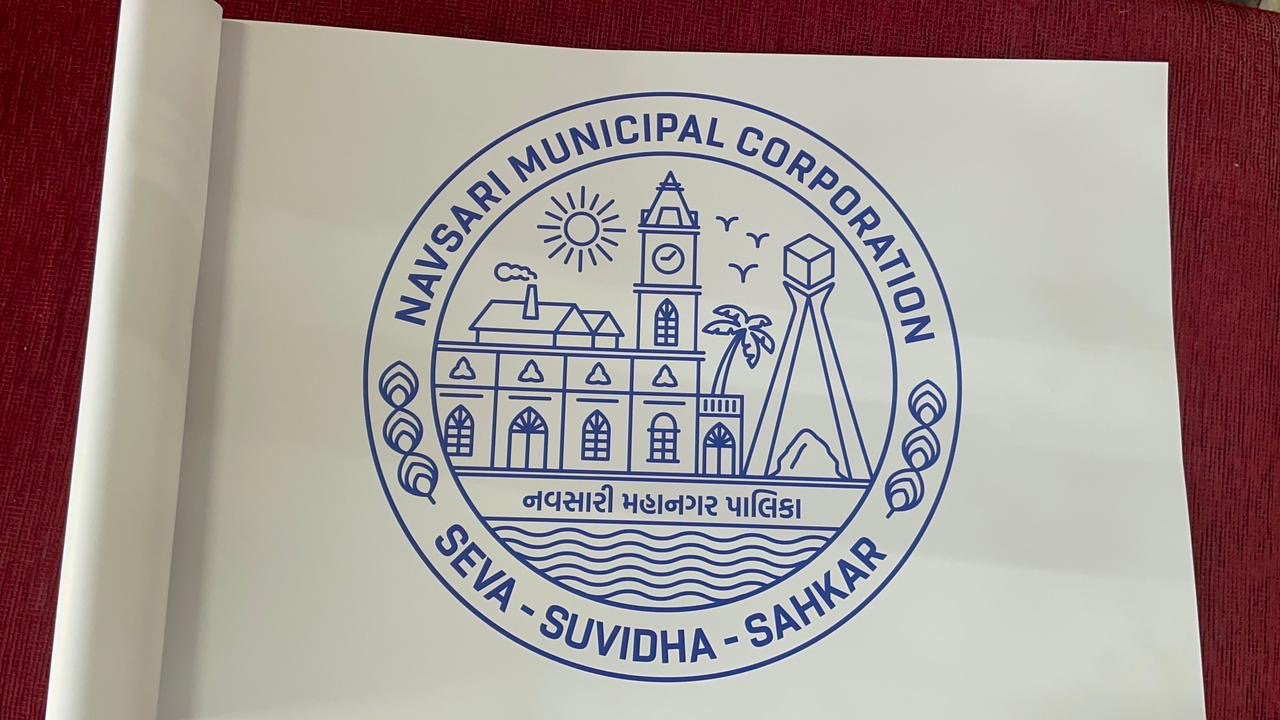 NAVSARI MUNICIPAL CORPORATION
નવસારી મહાનગર પાલિકા
SEVA - SUVIDHA - SAHKAR